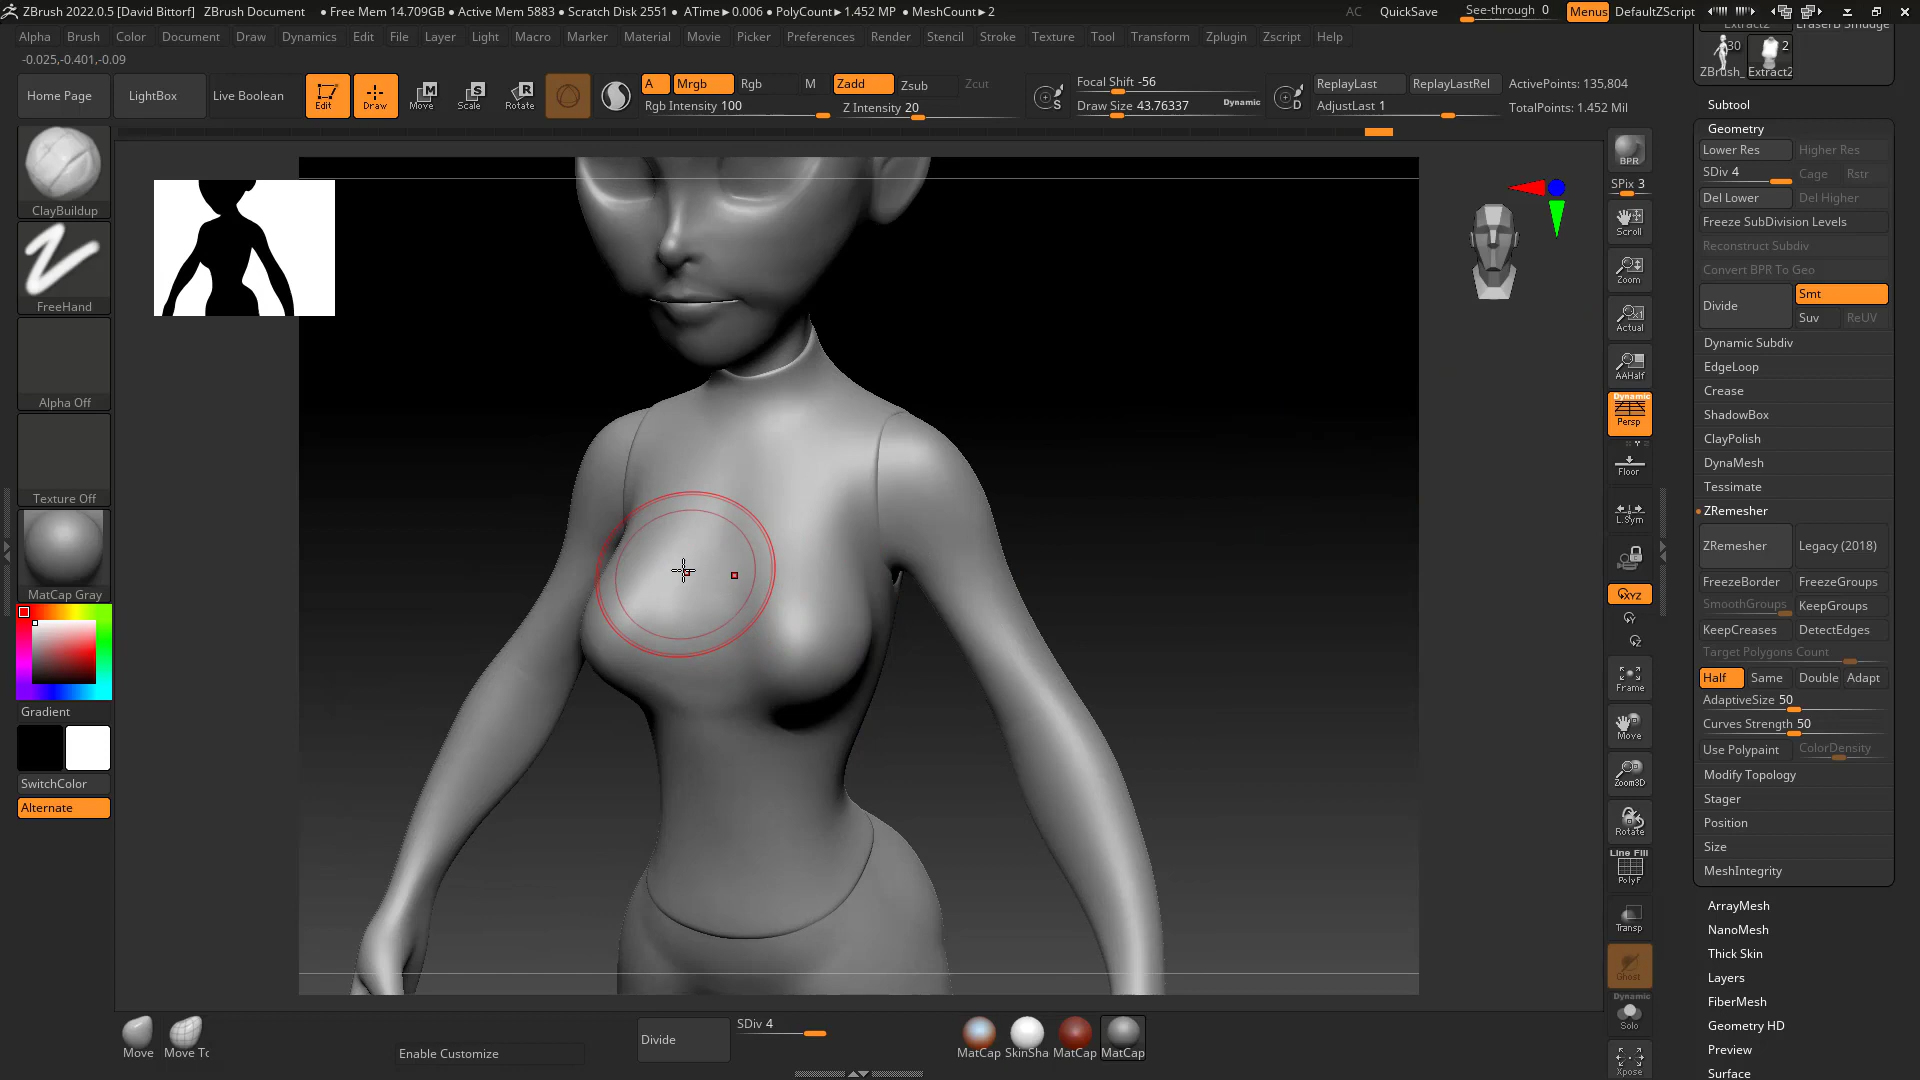 ZBrush 2022.0.5 [David Bittorf] ZBrush Document ● Free Mem 14.709GB ● Active Mem 5883 ● Scratch Disk 2551 ● ATime►0.006 ● PolyCount►1.452 MP ● MeshCount►2 AC QuickSave See-through 0 Menus DefaultZScript
Alpha Brush Color Document Draw Dynamics Edit File Layer Light Macro Marker Material Movie Picker Preferences Render Stencil Stroke Texture Tool Transform Zplugin Zscript Help
-0.025,-0.401,-0.09
Home Page LightBox Live Boolean Edit Draw Move Scale Rotate
M S R
A Mrgb Rgb M Zadd Zsub Zcut
Rgb Intensity 100 Z Intensity 20
S
Focal Shift -56
Draw Size 43.76337 Dynamic
D
ReplayLast ReplayLastRel
AdjustLast 1
ActivePoints: 135,804
TotalPoints: 1.452 Mil
ClayBuildup
FreeHand
Alpha Off
Texture Off
MatCap Gray
Gradient
SwitchColor
Alternate
BPR
SPix 3
Scroll
Zoom
Actual
AAHalf
Dynamic
Persp
Floor
L.Sym
XYZ
Frame
Move
Zoom3D
Rotate
Line Fill
PolyF
Transp
Ghost
Dynamic
Solo
Xpose
30 2
ZBrush_ Extract2
Subtool
Geometry
Lower Res Higher Res
SDiv 4 Cage Rstr
Del Lower Del Higher
Freeze SubDivision Levels
Reconstruct Subdiv
Convert BPR To Geo
Divide Smt
Suv ReUV
Dynamic Subdiv
EdgeLoop
Crease
ShadowBox
ClayPolish
DynaMesh
Tessimate
ZRemesher
ZRemesher Legacy (2018)
FreezeBorder FreezeGroups
SmoothGroups KeepGroups
KeepCreases DetectEdges
Target Polygons Count
Half Same Double Adapt
AdaptiveSize 50
Curves Strength 50
Use Polypaint ColorDensity
Modify Topology
Stager
Position
Size
MeshIntegrity
ArrayMesh
NanoMesh
Thick Skin
Layers
FiberMesh
Geometry HD
Preview
Surface
Move Move Tc
Enable Customize
Divide
SDiv 4
MatCap SkinSha MatCap MatCap